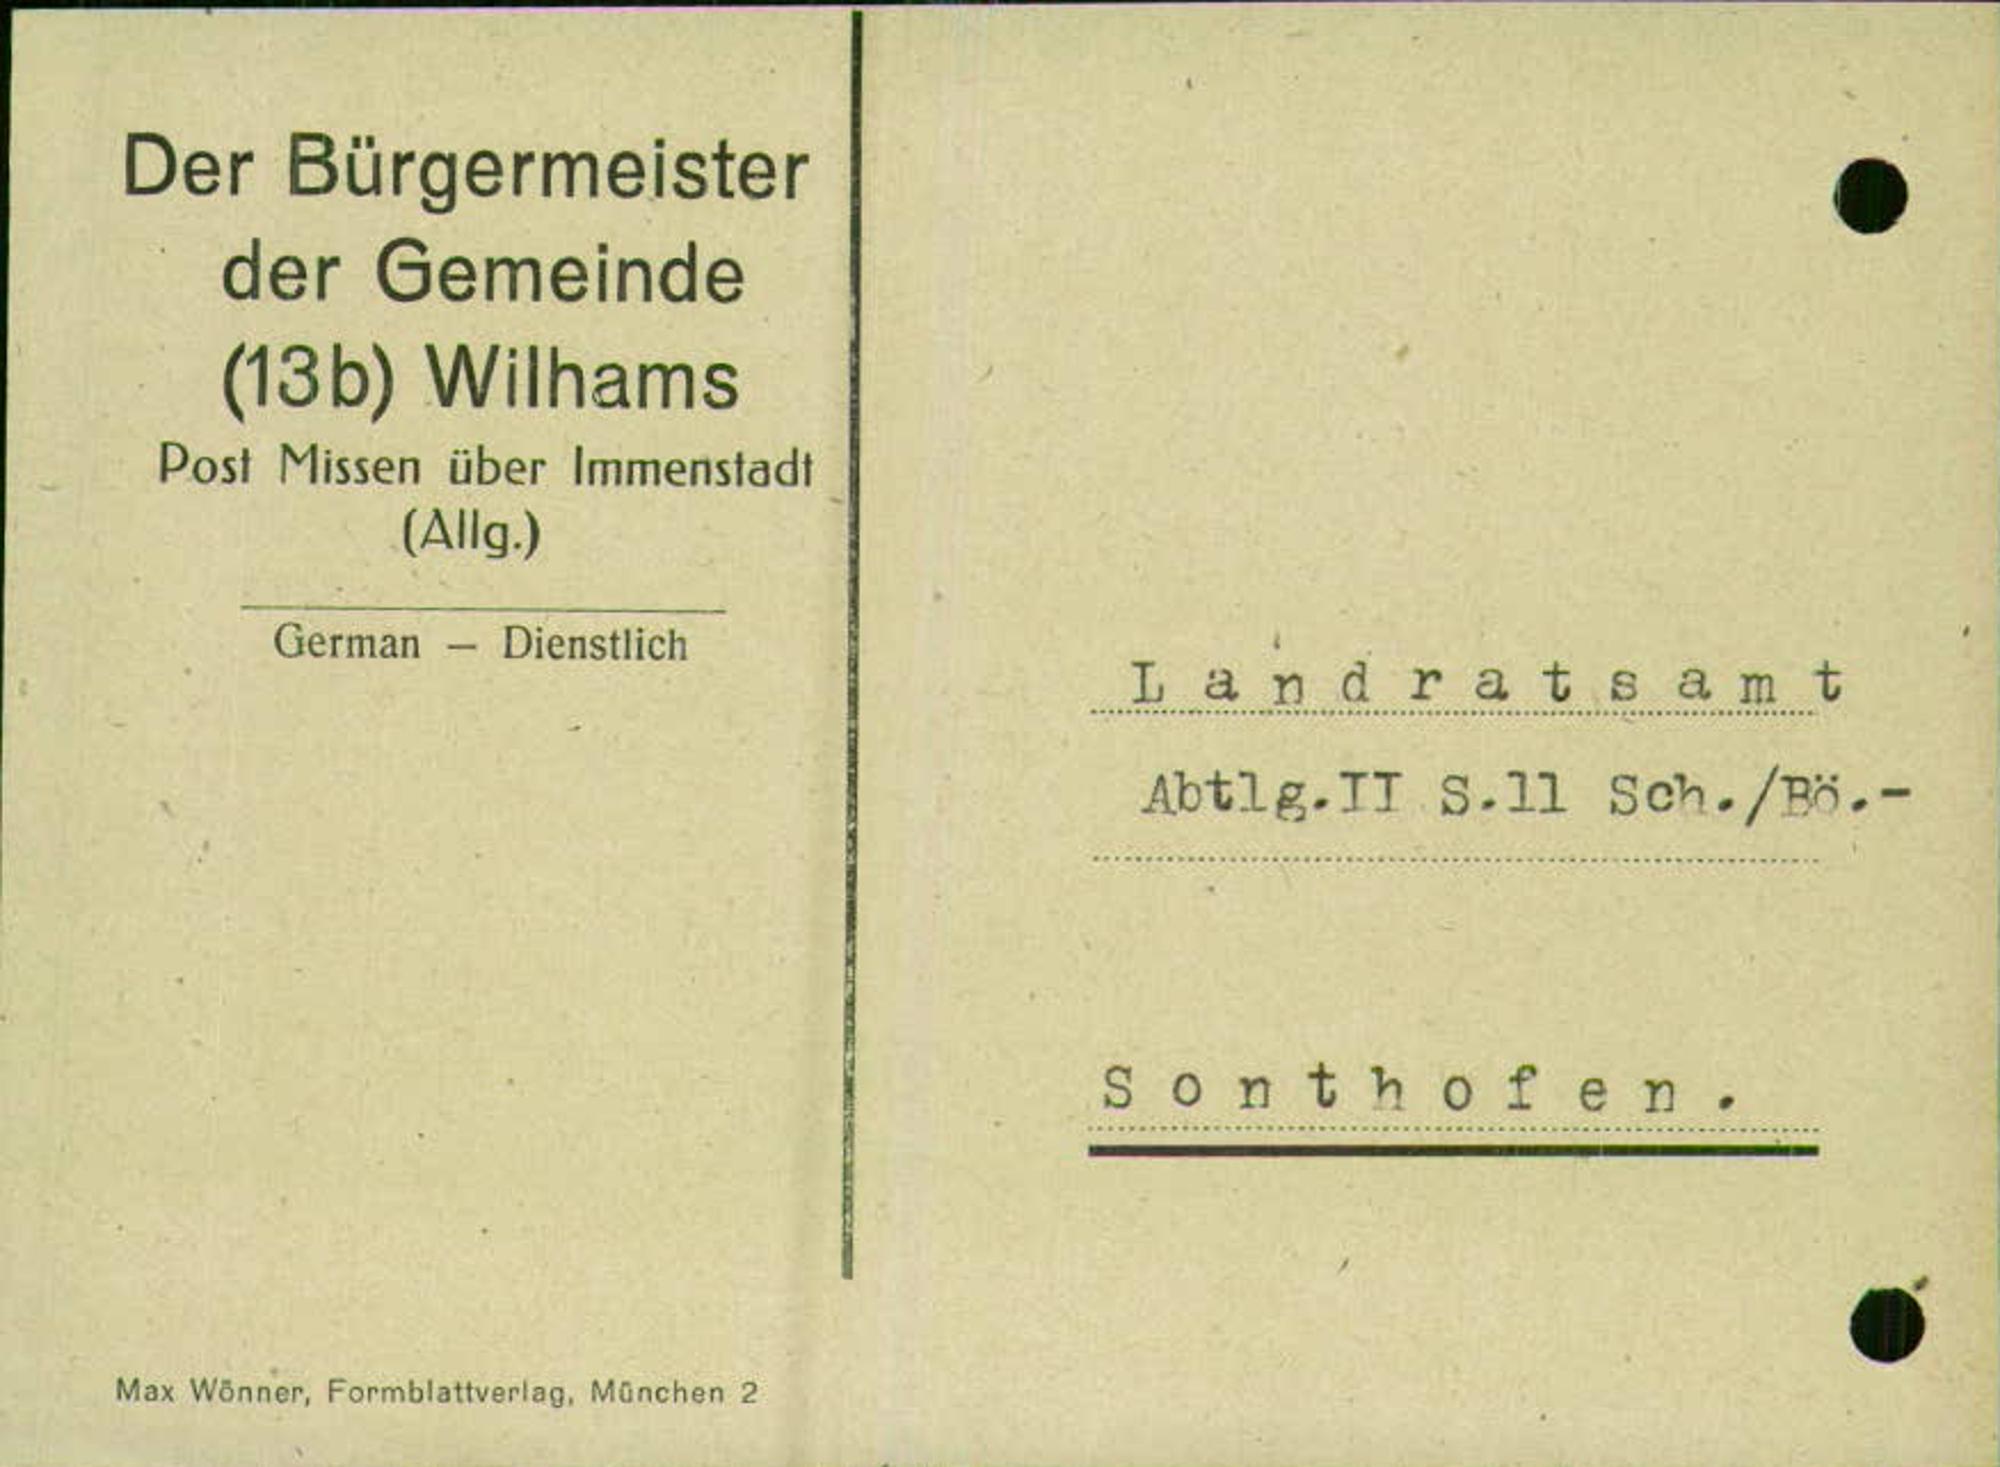 Der Bürgermeister
der Gemeinde
(13b) Wilhams
Post Missen über Immenstadt
(Allg.)
German — Dienstlich
Max Wönner, Formblattverlag, München 2
Landratsamt
Abtlg.II S.11 Sch./Bö.-
Sonthofen.